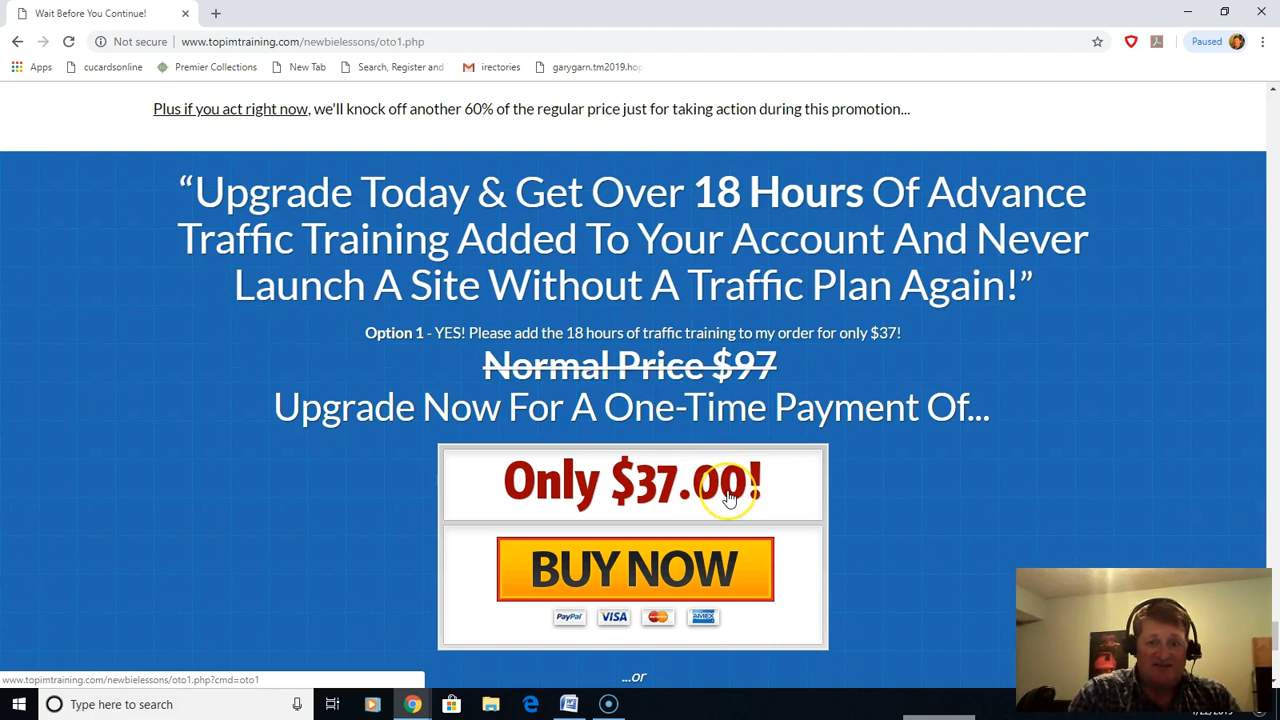 Wait Before You Continue!
Not secure
www.topimtraining.com/newbielessons/oto1.php
Paused
Apps
cucardsonline
Premier Collections
New Tab
Search, Register and
irectories
garygarn.tm2019.hop
Plus if you act right now, we'll knock off another 60% of the regular price just for taking action during this promotion...
“Upgrade Today & Get Over 18 Hours Of Advance
Traffic Training Added To Your Account And Never
Launch A Site Without A Traffic Plan Again!”
Option 1 - YES! Please add the 18 hours of traffic training to my order for only $37!
Normal Price $97
Upgrade Now For A One-Time Payment Of...
Only $37.00!
BUY NOW
PayPal
VISA
MasterCard
AMEX
...or
www.topimtraining.com/newbielessons/oto1.php?cmd=oto1
Type here to search